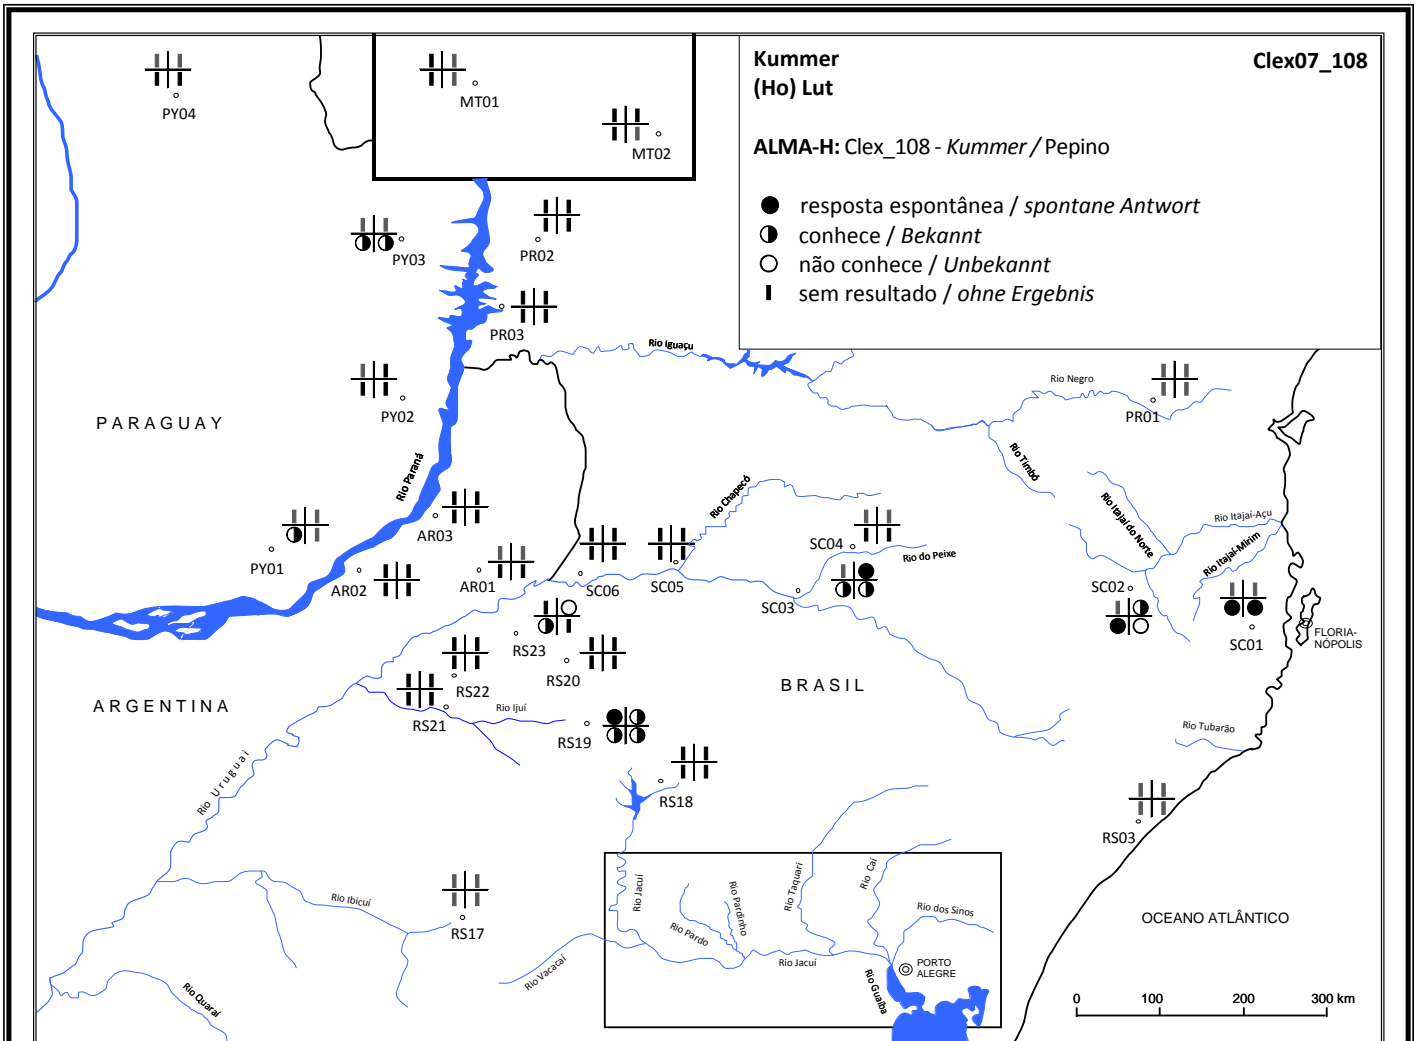 Kummer
Clex07_108
(Ho) Lut
ALMA-H: Clex_108 - Kummer / Pepino
resposta espontânea / spontane Antwort
conhece / Bekannt
não conhece / Unbekannt
sem resultado / ohne Ergebnis
PY04
MT01
MT02
PY03
PR02
PR03
Rio Iguaçu
PY02
Rio Negro
PR01
PARAGUAY
Rio Paraná
Rio Timbó
Rio Chapecó
Rio Itajaí do Norte
Rio Itajaí-Açu
Rio Itajaí-Mirim
AR03
PY01
AR02
AR01
SC06
SC05
SC04
Rio do Peixe
SC03
SC02
SC01
FLORIA-
NÓPOLIS
RS23
RS20
RS22
RS21
Rio Ijuí
RS19
ARGENTINA
BRASIL
Rio Tubarão
Rio Uruguai
RS18
RS03
Rio Ibicuí
RS17
Rio Vacacaí
Rio Quaraí
Rio Jacuí
Rio Pardo
Rio Pardinho
Rio Taquari
Rio Caí
Rio dos Sinos
Rio Jacuí
PORTO
ALEGRE
Rio Guaíba
OCEANO ATLÂNTICO
0 100 200 300 km